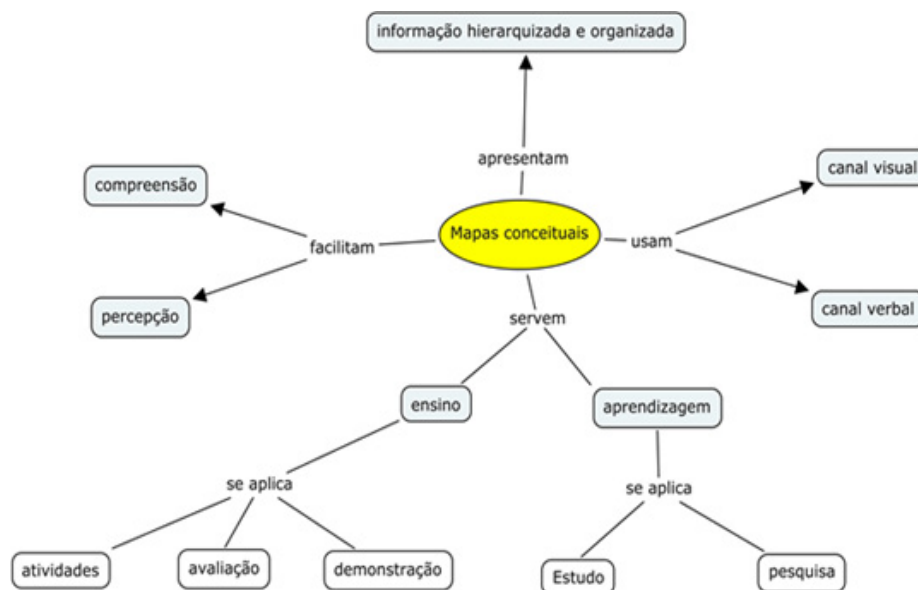 informação hierarquizada e organizada
apresentam
canal visual
compreensão
Mapas conceituais
usam
facilitam
canal verbal
percepção
servem
ensino
aprendizagem
se aplica
se aplica
atividades
avaliação
demonstração
Estudo
pesquisa